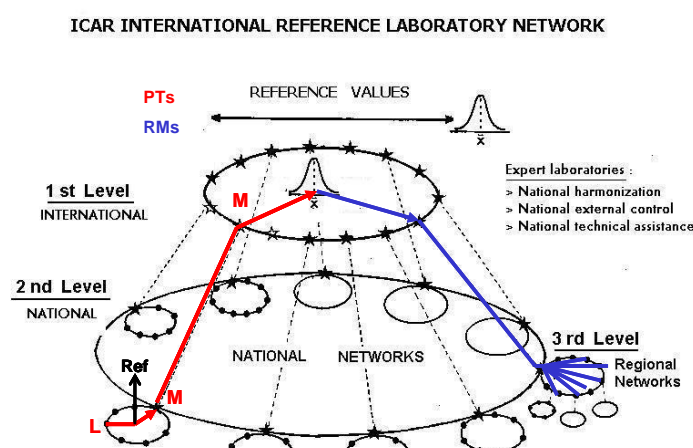 ICAR INTERNATIONAL REFERENCE LABORATORY NETWORK
PTs
REFERENCE VALUES
RMs
x
Expert laboratories :
> National harmonization
> National external control
> National technical assistance
1 st Level
INTERNATIONAL
M
x
2 nd Level
NATIONAL
3 rd Level
Regional
Networks
NATIONAL NETWORKS
Ref
M
L